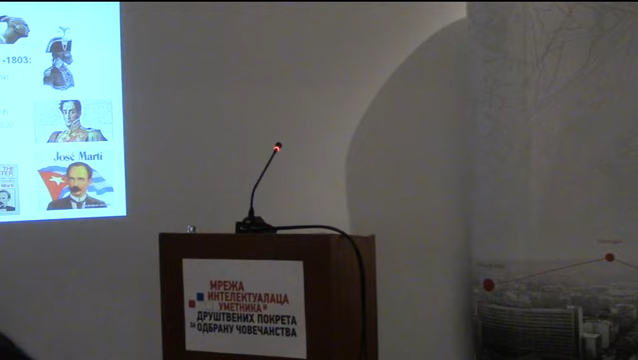 -1803:
José Martí
МРЕЖА
ИНТЕЛЕКТУАЛАЦА
УМЕТНИКА И
ДРУШТВЕНИХ ПОКРЕТА
ЗА ОДБРАНУ ЧОВЕЧАНСТВА